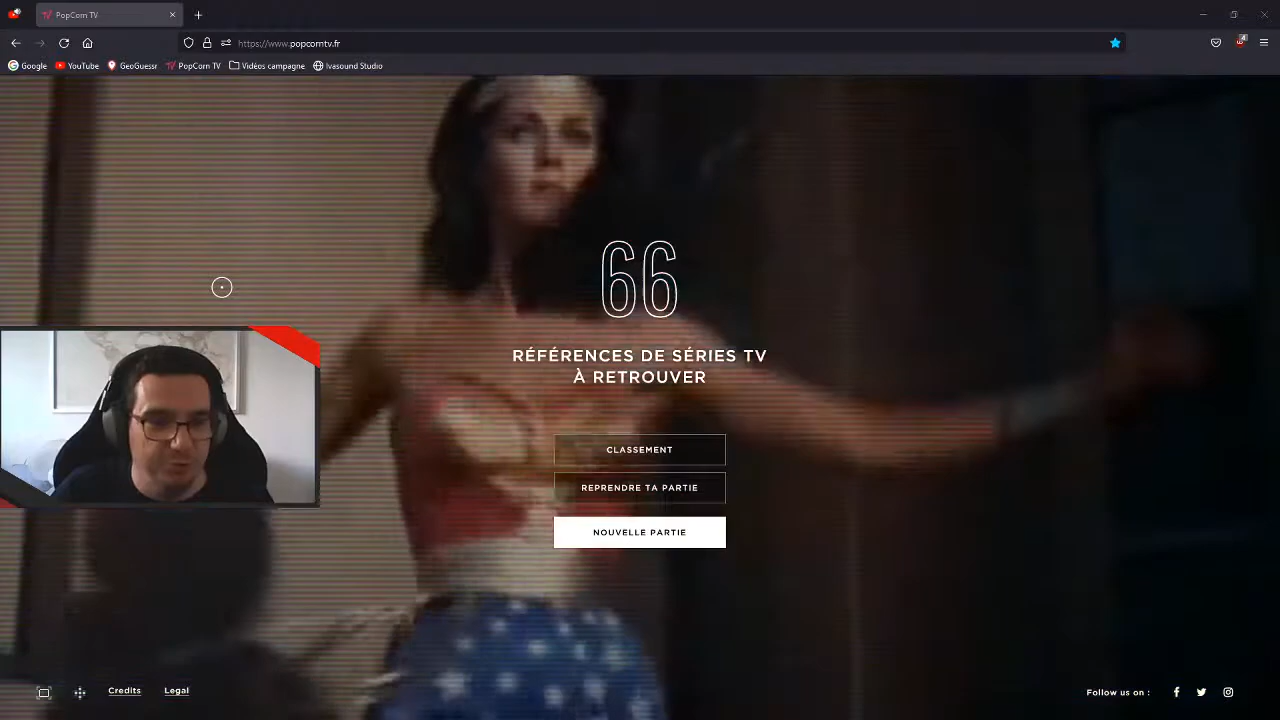 PopCorn TV
https://www.popcorntv.fr
Google YouTube GeoGuessr PopCorn TV Vidéos campagne Ivasound Studio
66
RÉFÉRENCES DE SÉRIES TV
À RETROUVER
CLASSEMENT
REPRENDRE TA PARTIE
NOUVELLE PARTIE
Credits Legal Follow us on :